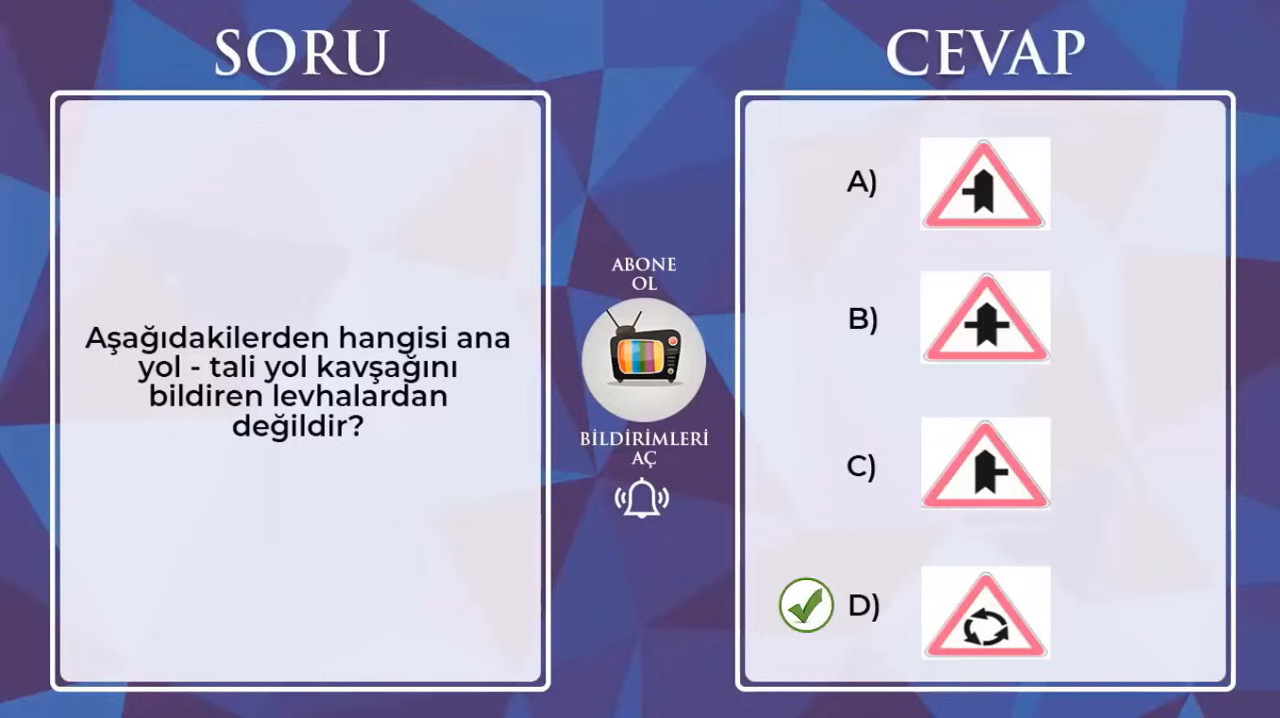 SORU
Aşağıdakilerden hangisi ana
yol - tali yol kavşağını
bildiren levhalardan
değildir?
ABONE
OL
BİLDİRİMLERİ
AÇ
CEVAP
A)
B)
C)
D)